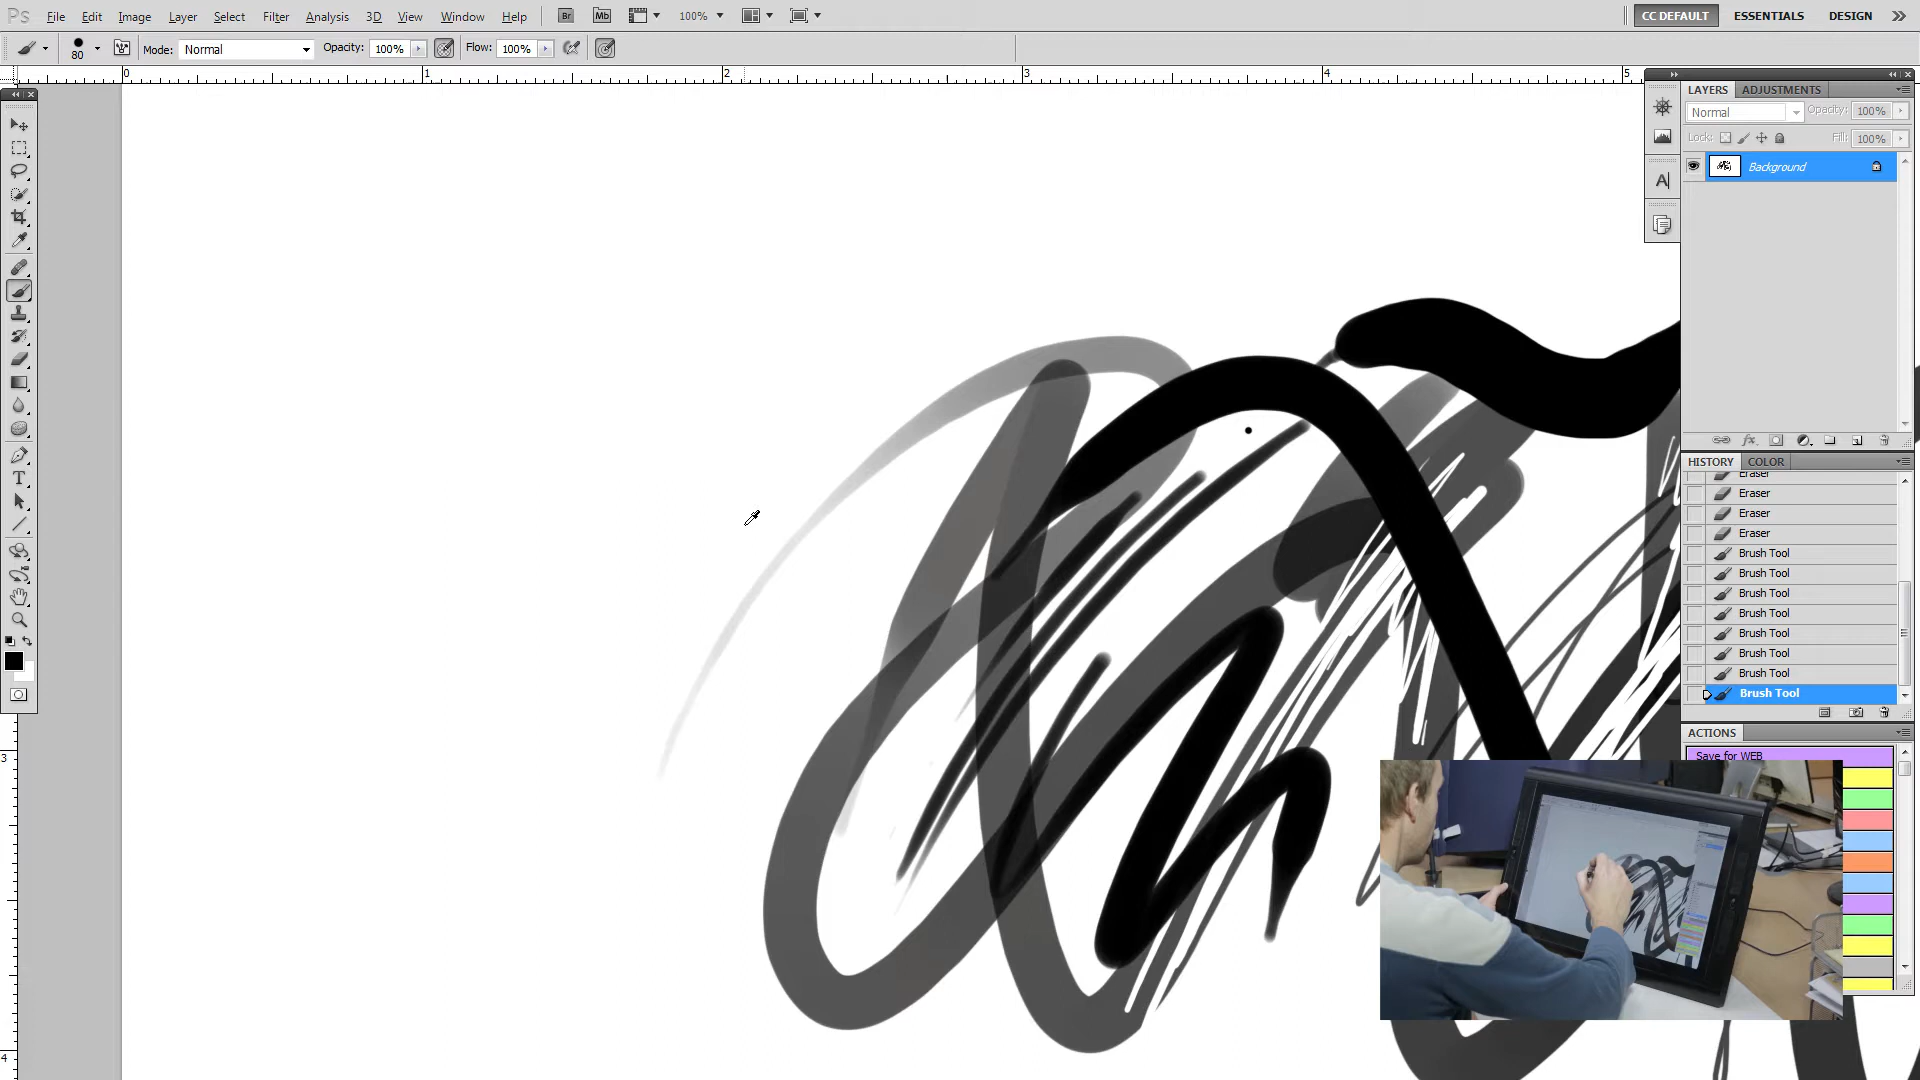 Ps File Edit Image Layer Select Filter Analysis 3D View Window Help Br Mb 100% CC DEFAULT ESSENTIALS DESIGN
80 Mode: Normal Opacity: 100% Flow: 100%
0 1 2 3 4 5
LAYERS ADJUSTMENTS
Normal Opacity: 100%
Lock: Fill: 100%
Background
A
T
HISTORY COLOR
Eraser
Eraser
Eraser
Eraser
Brush Tool
Brush Tool
Brush Tool
Brush Tool
Brush Tool
Brush Tool
Brush Tool
Brush Tool
ACTIONS
Save for WEB
3
4